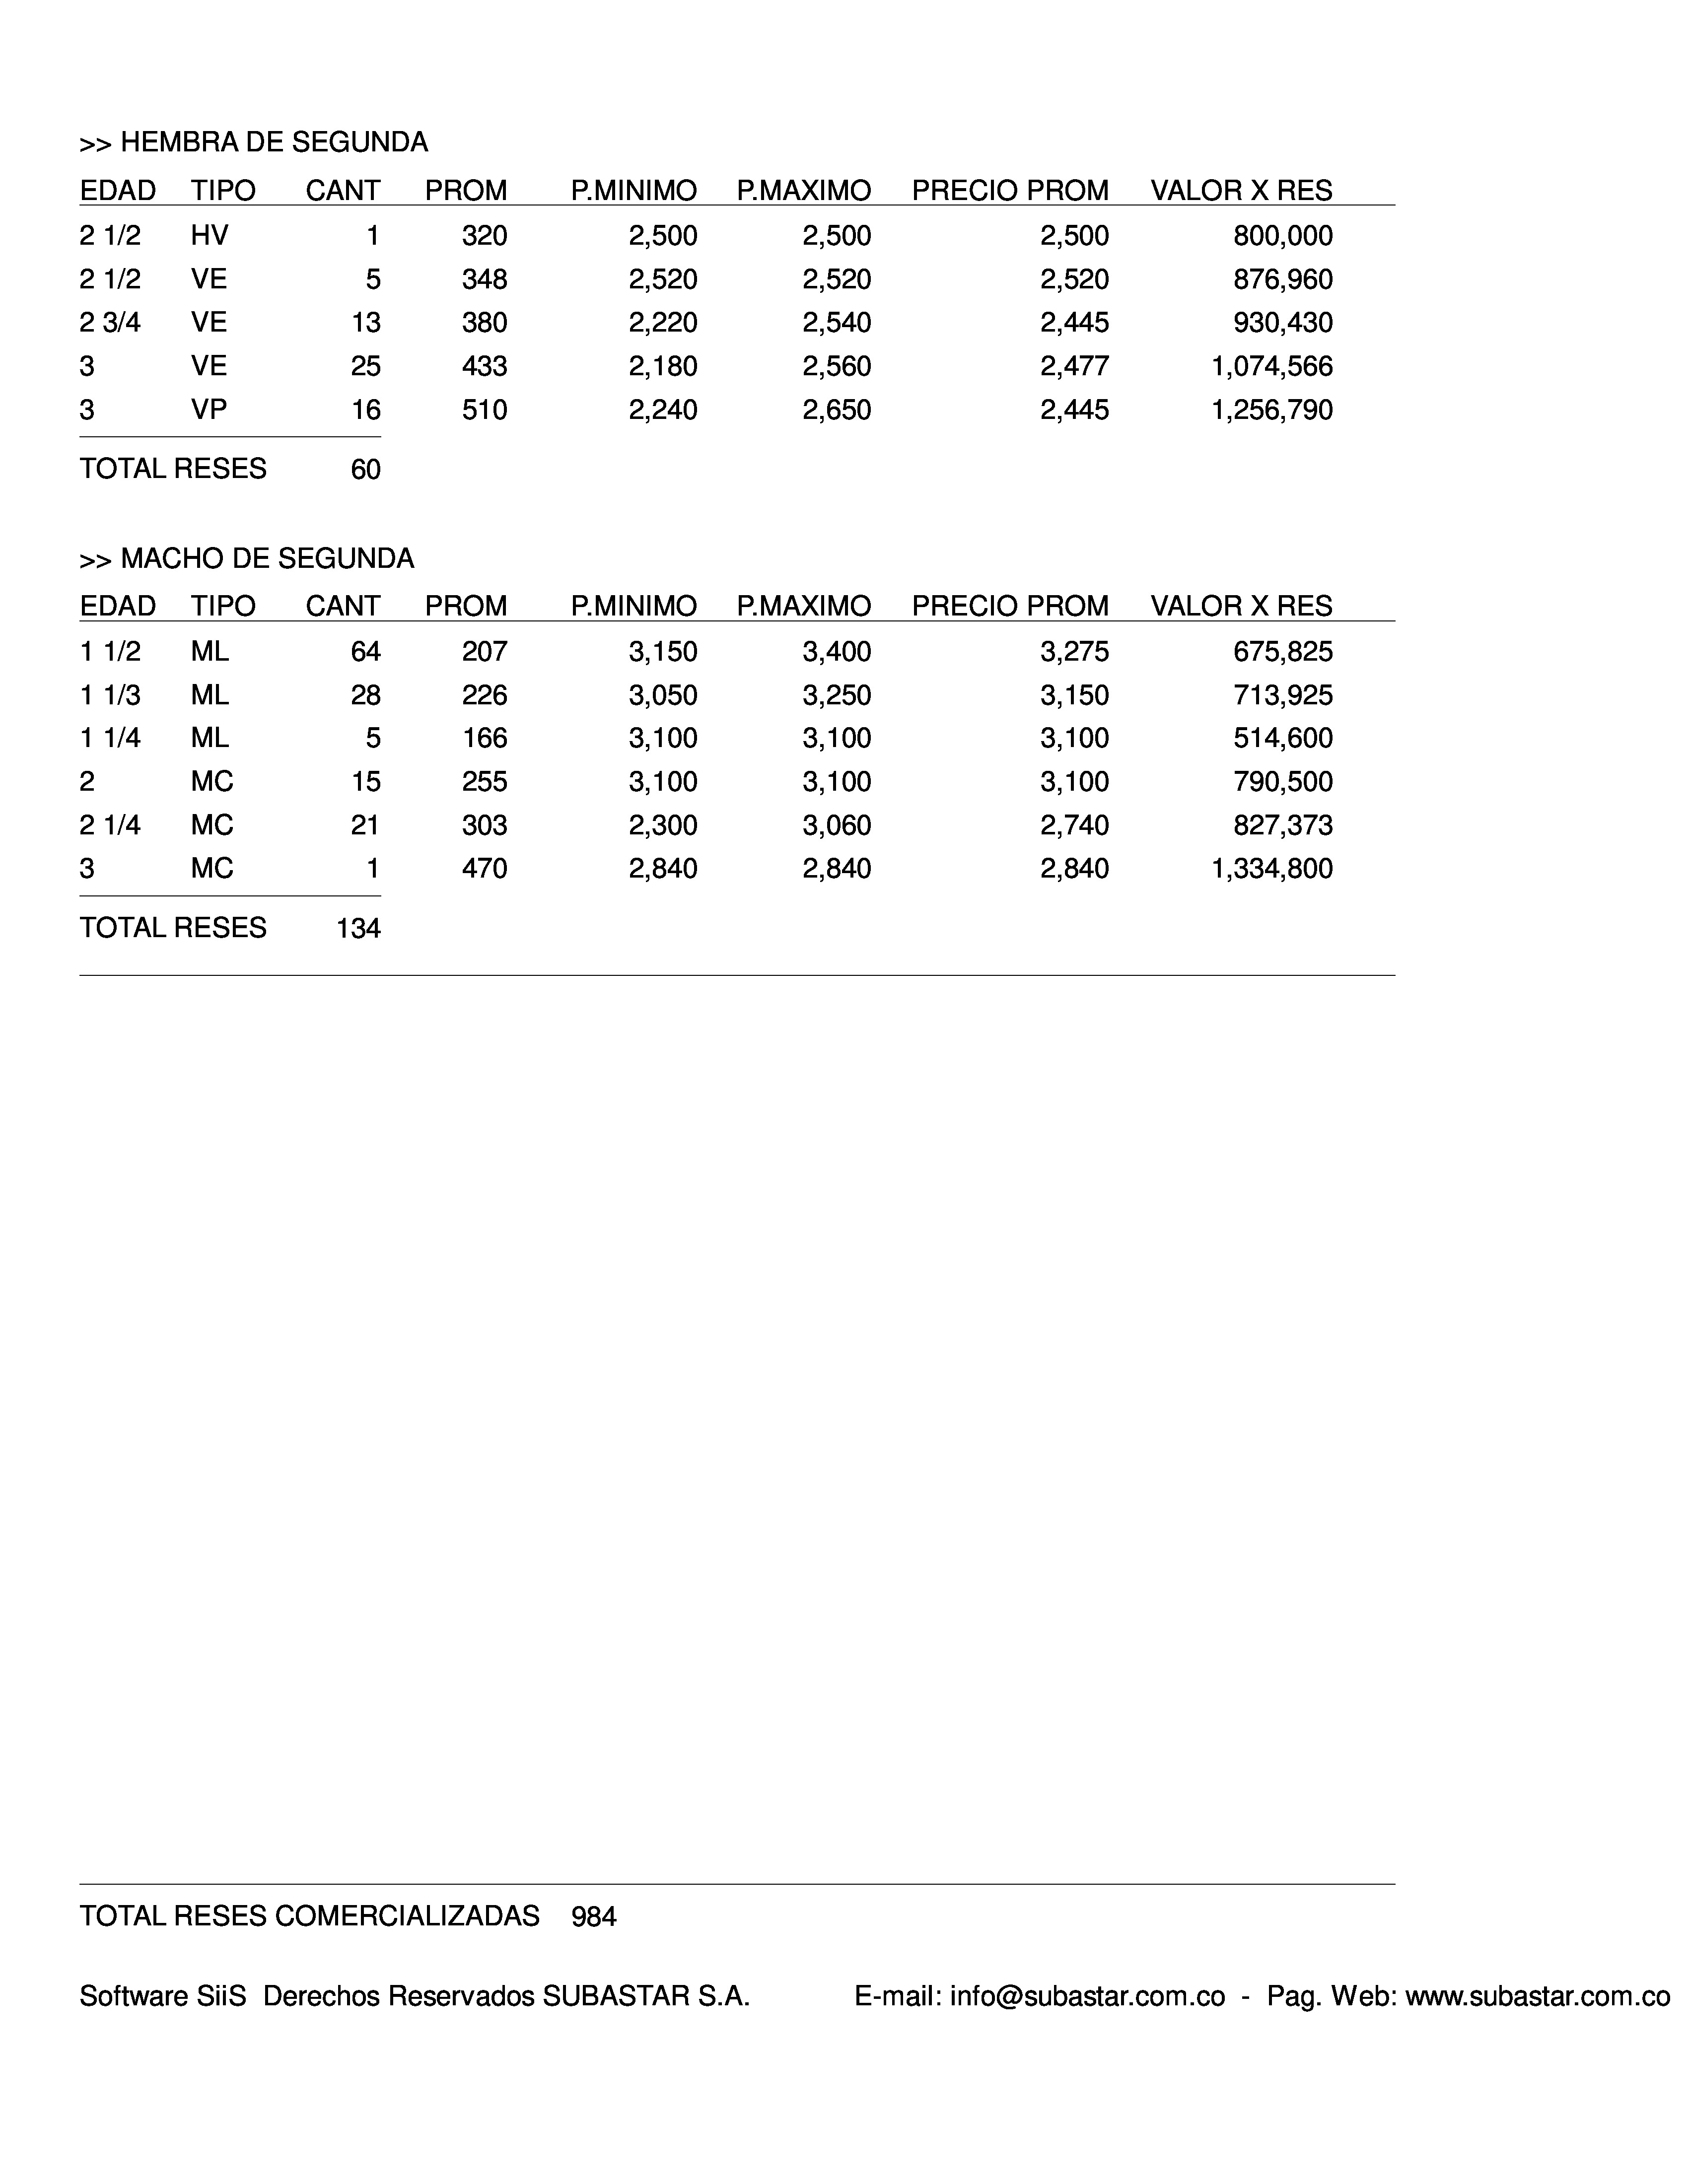 >> HEMBRA DE SEGUNDA
EDAD TIPO CANT PROM P.MINIMO P.MAXIMO PRECIO PROM VALOR X RES
2 1/2 HV 1 320 2,500 2,500 2,500 800,000
2 1/2 VE 5 348 2,520 2,520 2,520 876,960
2 3/4 VE 13 380 2,220 2,540 2,445 930,430
3 VE 25 433 2,180 2,560 2,477 1,074,566
3 VP 16 510 2,240 2,650 2,445 1,256,790
TOTAL RESES 60
>> MACHO DE SEGUNDA
EDAD TIPO CANT PROM P.MINIMO P.MAXIMO PRECIO PROM VALOR X RES
1 1/2 ML 64 207 3,150 3,400 3,275 675,825
1 1/3 ML 28 226 3,050 3,250 3,150 713,925
1 1/4 ML 5 166 3,100 3,100 3,100 514,600
2 MC 15 255 3,100 3,100 3,100 790,500
2 1/4 MC 21 303 2,300 3,060 2,740 827,373
3 MC 1 470 2,840 2,840 2,840 1,334,800
TOTAL RESES 134
TOTAL RESES COMERCIALIZADAS 984
Software SiiS Derechos Reservados SUBASTAR S.A. E-mail: info@subastar.com.co - Pag. Web: www.subastar.com.co